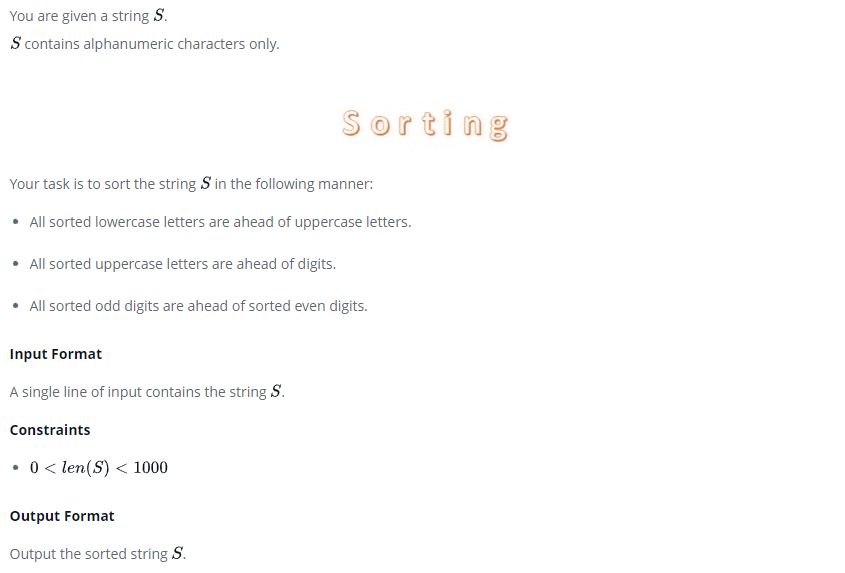 You are given a string S.
S contains alphanumeric characters only.
Sorting
Your task is to sort the string S in the following manner:
• All sorted lowercase letters are ahead of uppercase letters.
• All sorted uppercase letters are ahead of digits.
• All sorted odd digits are ahead of sorted even digits.
Input Format
A single line of input contains the string S.
Constraints
• 0 < len(S) < 1000
Output Format
Output the sorted string S.